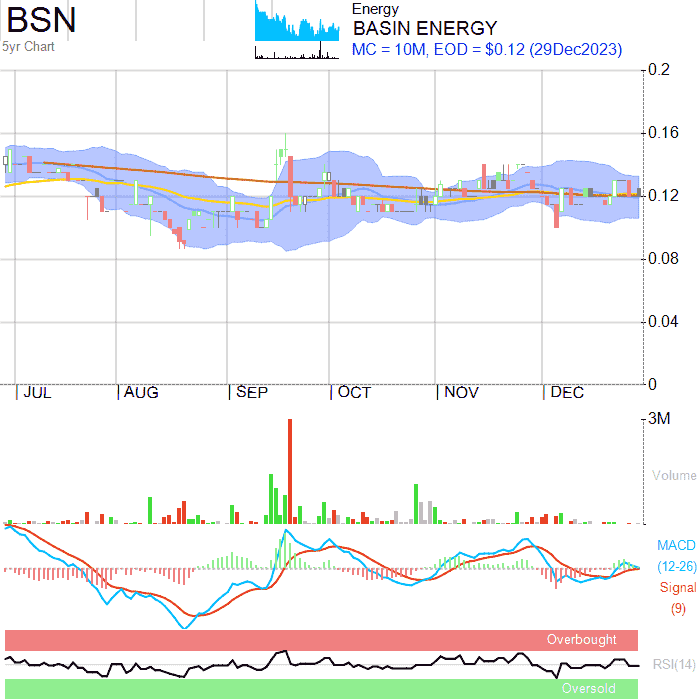 BSN
5yr Chart
Energy
BASIN ENERGY
MC = 10M, EOD = $0.12 (29Dec2023)
0.2
0.16
0.12
0.08
0.04
0
JUL AUG SEP OCT NOV DEC
3M
Volume
MACD
(12-26)
Signal
(9)
Overbought
RSI(14)
Oversold